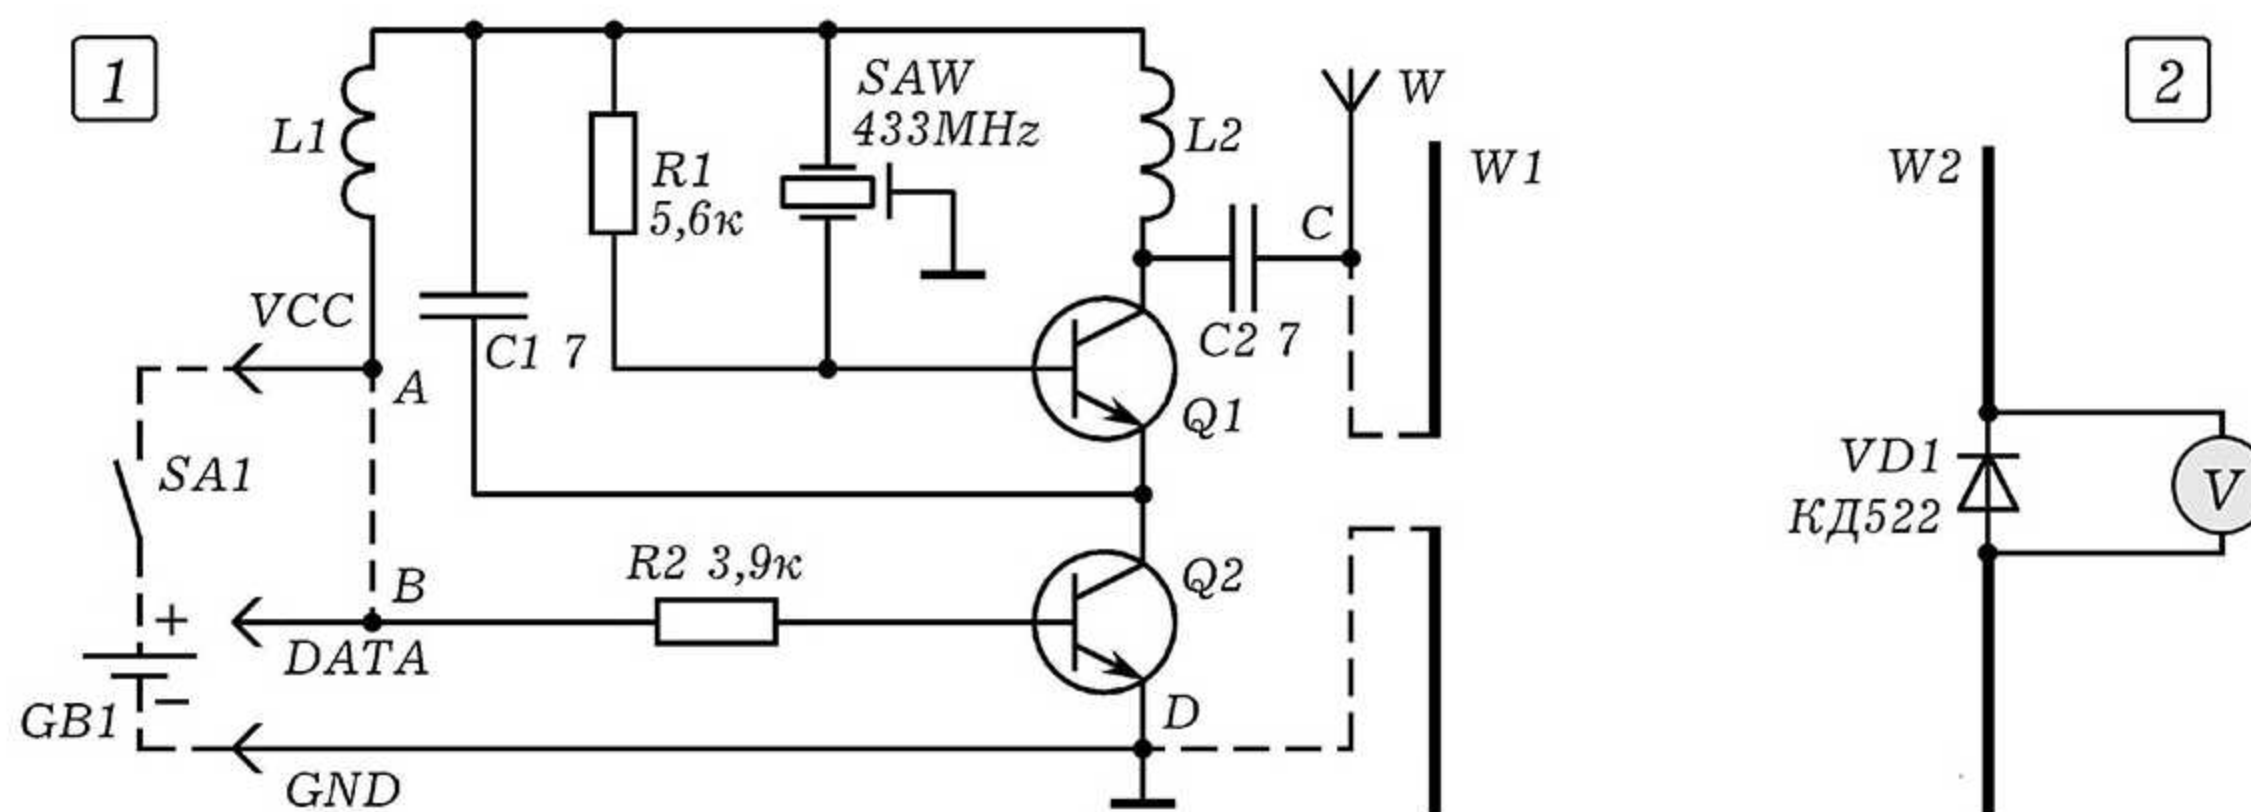 1
2
SAW
433MHz
W
L1
L2
W1
W2
R1
5,6к
C
VCC
C1 7
C2 7
A
Q1
VD1
КД522
V
SA1
R2 3,9к
B
Q2
+
DATA
D
GB1
−
GND